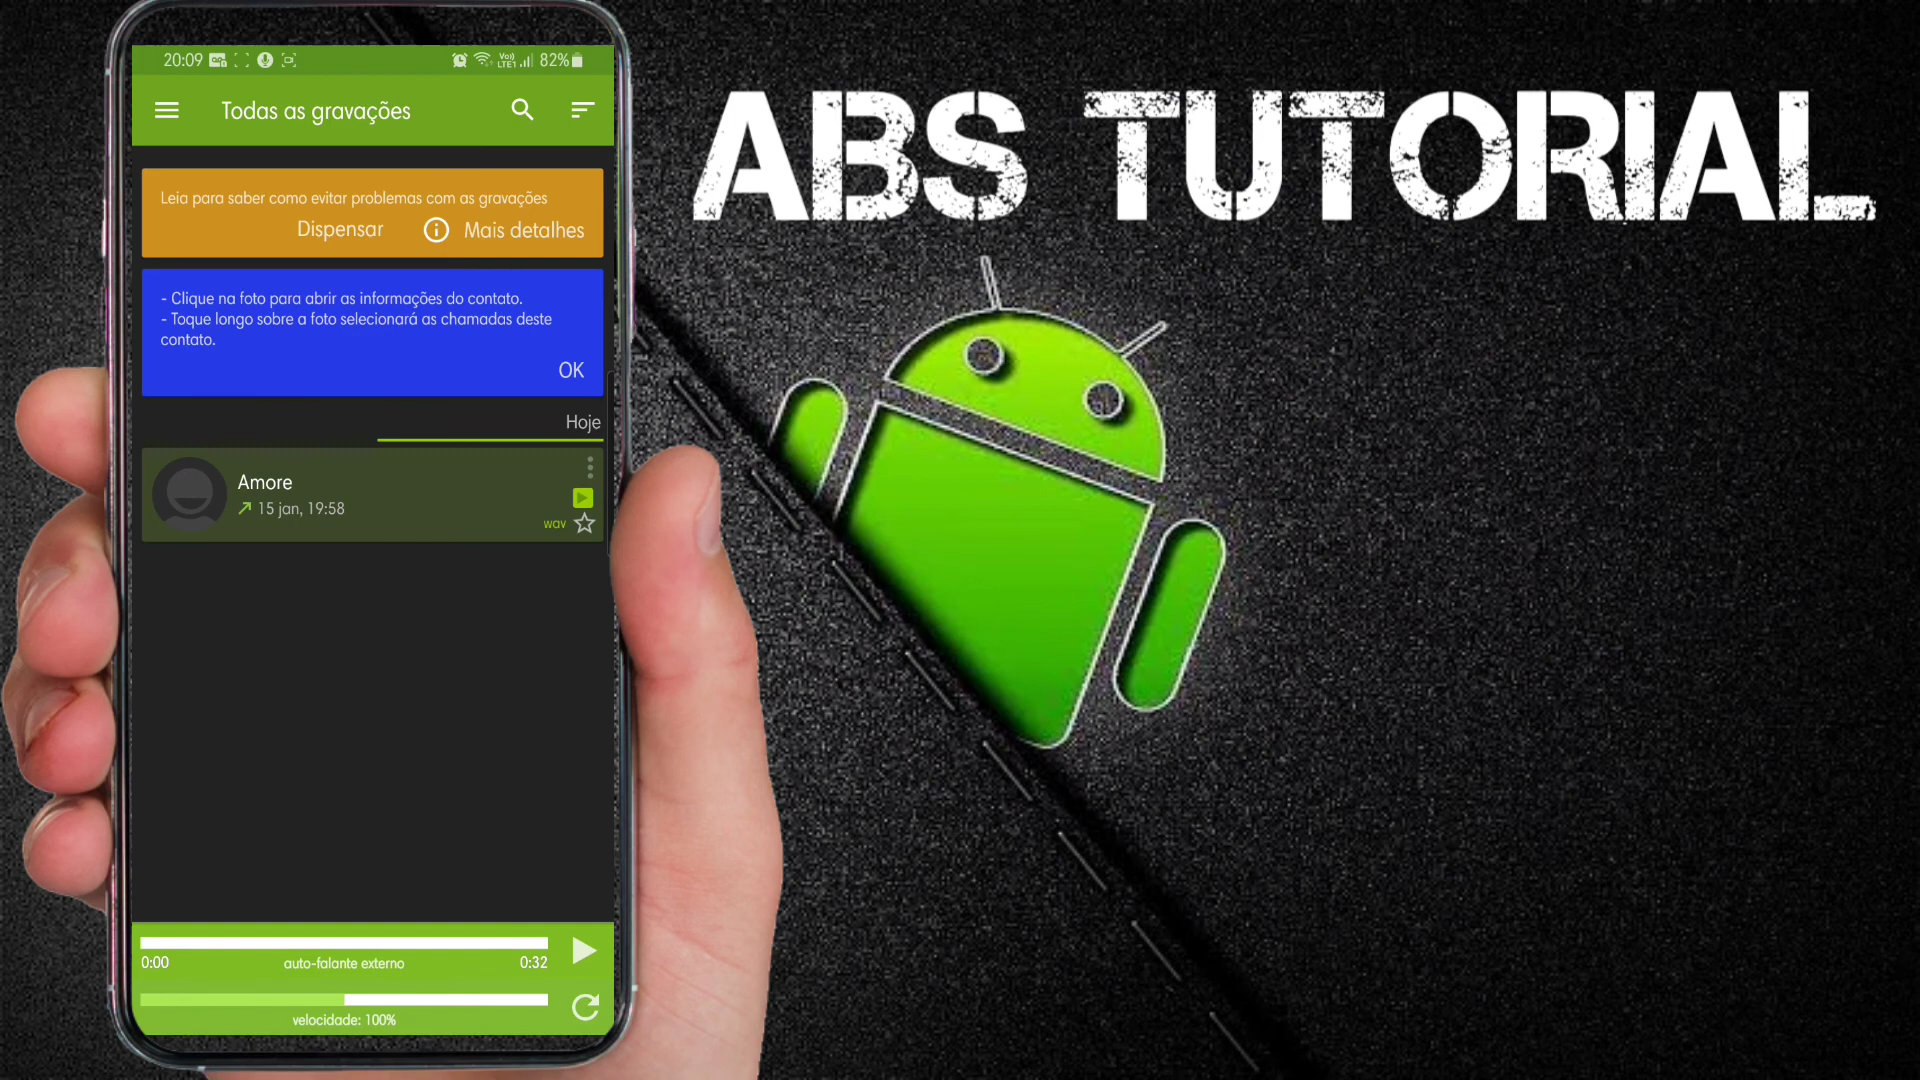 20:09
Vo))
LTE1
82%
Todas as gravações
Leia para saber como evitar problemas com as gravações
Dispensar
Mais detalhes
- Clique na foto para abrir as informações do contato.
- Toque longo sobre a foto selecionará as chamadas deste
contato.
OK
Hoje
Amore
15 jan, 19:58
wav
0:00
auto-falante externo
0:32
velocidade: 100%
ABS TUTORIAL